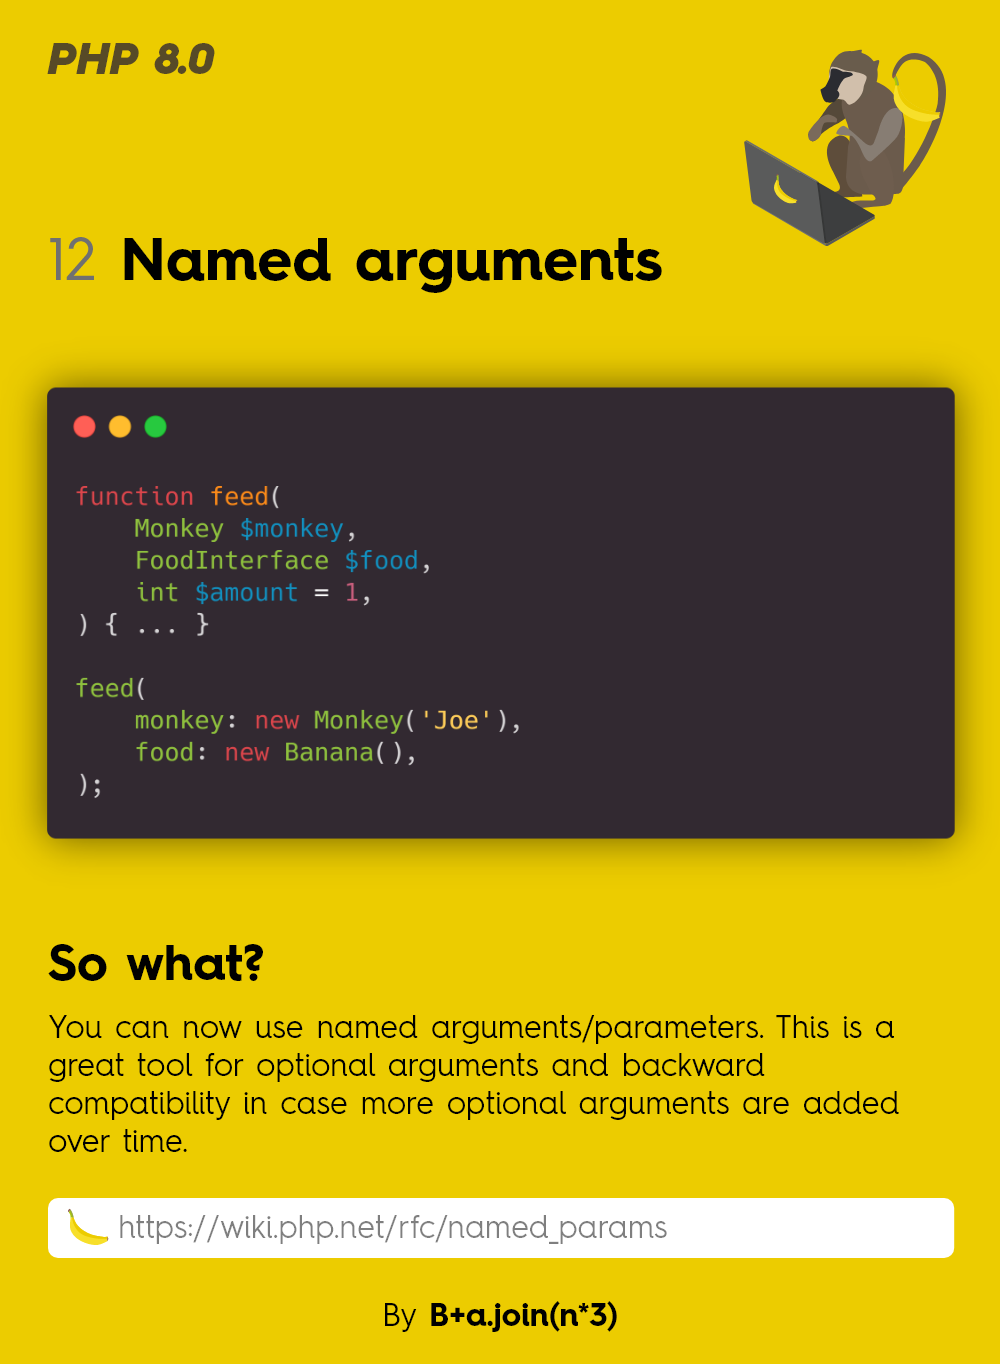 PHP 8.0
12 Named arguments
function feed(
    Monkey $monkey,
    FoodInterface $food,
    int $amount = 1,
) { ... }
feed(
    monkey: new Monkey('Joe'),
    food: new Banana(),
);
So what?
You can now use named arguments/parameters. This is a
great tool for optional arguments and backward
compatibility in case more optional arguments are added
over time.
https://wiki.php.net/rfc/named_params
By B+a.join(n*3)